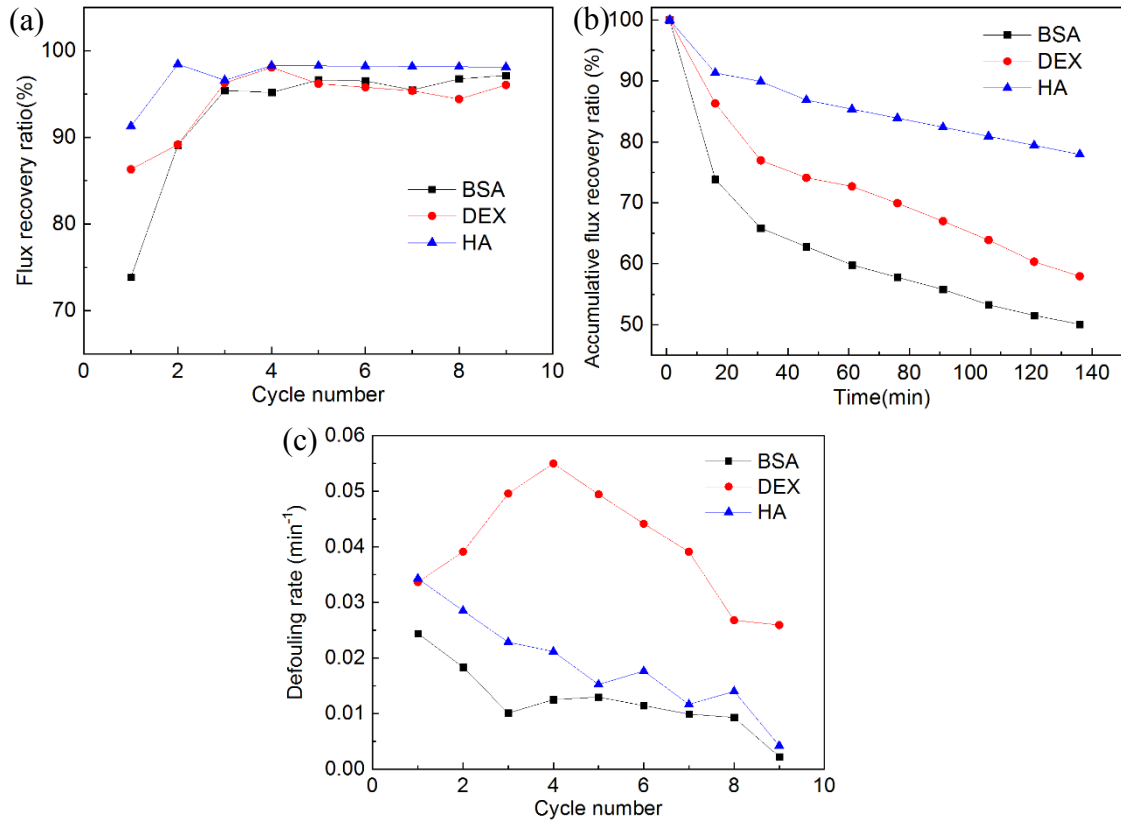 (a)
Flux recovery ratio(%)
100
90
80
70
BSA
DEX
HA
0
2
4
6
8
10
Cycle number
(b)
Accumulative flux recovery ratio (%)
100
90
80
70
60
50
BSA
DEX
HA
0
20
40
60
80
100
120
140
Time(min)
(c)
Defouling rate (min⁻¹)
0.06
0.05
0.04
0.03
0.02
0.01
0.00
BSA
DEX
HA
0
2
4
6
8
10
Cycle number